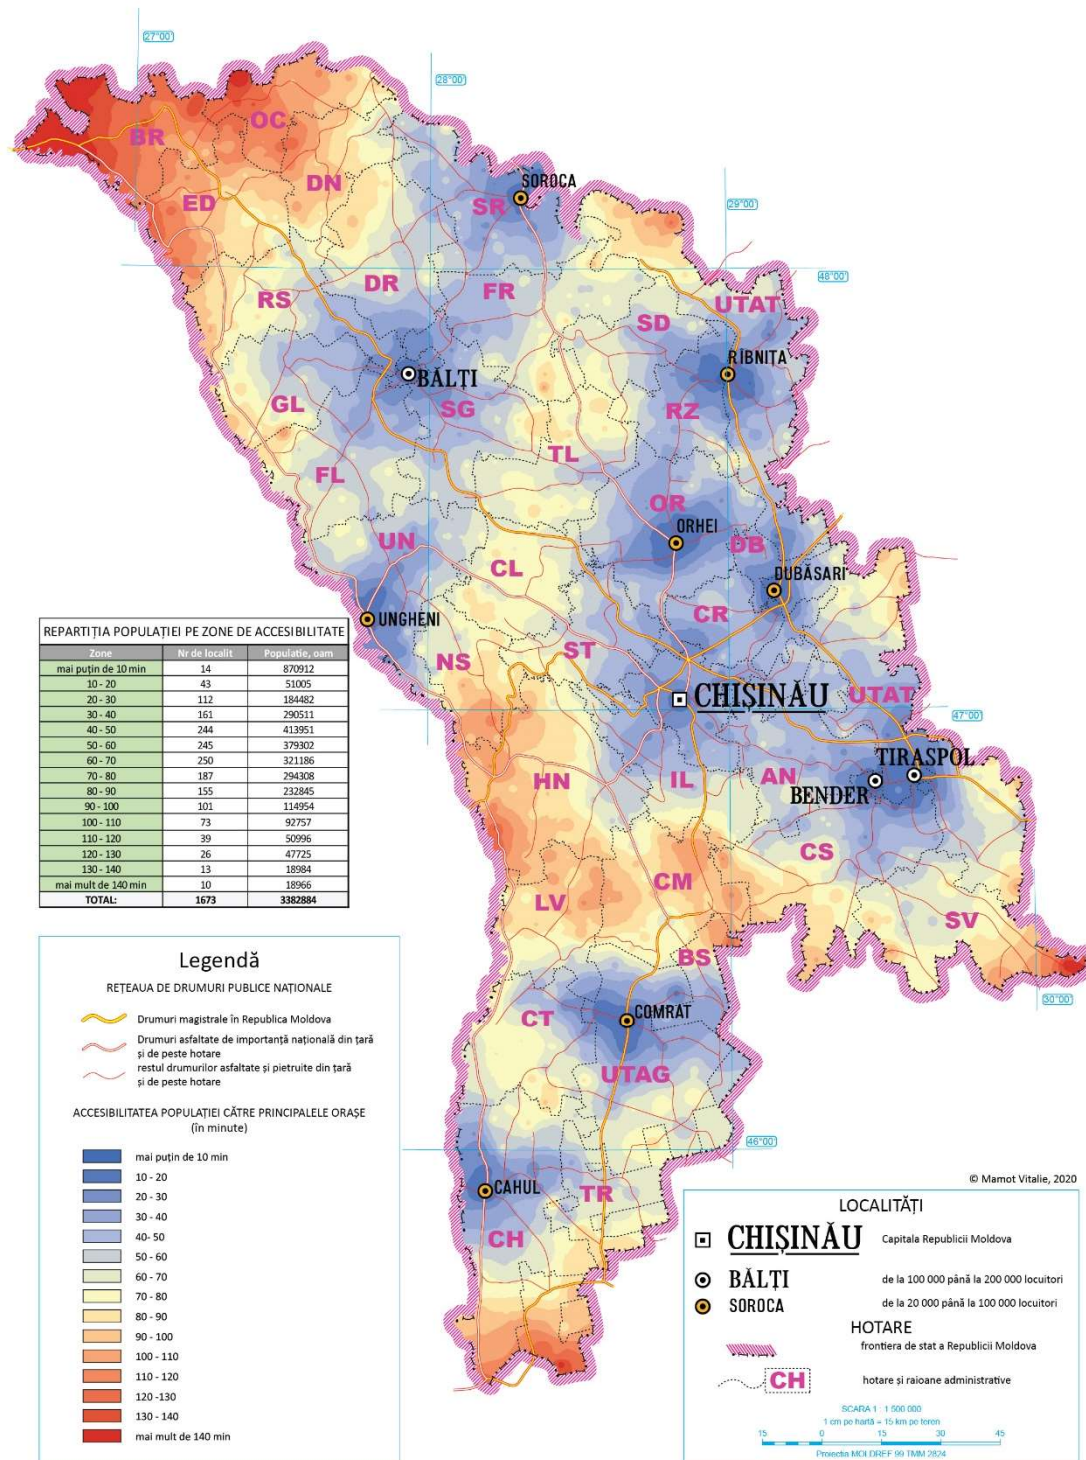 27°00'
28°00'
OC
BR
DN
SOROCA
ED
SR
29°00'
48°00'
DR
RS
FR
UTAT
SD
RÎBNIȚA
BĂLȚI
GL
SG
RZ
TL
FL
OR
ORHEI
UN
DB
CL
DUBĂSARI
CR
UNGHENI
ST
NS
CHIȘINĂU
UTAT
47°00'
TIRASPOL
HN
IL
AN
BENDER
CS
CM
LV
SV
BS
30°00'
CT
COMRAT
UTAG
46°00'
CAHUL
TR
CH
REPARTIȚIA POPULAȚIEI PE ZONE DE ACCESIBILITATE
Zone Nr de localit Populatie, oam
mai puțin de 10 min 14 870912
10 - 20 43 51005
20 - 30 112 184482
30 - 40 161 290511
40 - 50 244 413951
50 - 60 245 379302
60 - 70 250 321186
70 - 80 187 294308
80 - 90 155 232845
90 - 100 101 114954
100 - 110 73 92757
110 - 120 39 50996
120 - 130 26 47725
130 - 140 13 18984
mai mult de 140 min 10 18966
TOTAL: 1673 3382884
Legendă
REȚEAUA DE DRUMURI PUBLICE NAȚIONALE
Drumuri magistrale în Republica Moldova
Drumuri asfaltate de importanță națională din țară
și de peste hotare
restul drumurilor asfaltate și pietruite din țară
și de peste hotare
ACCESIBILITATEA POPULAȚIEI CĂTRE PRINCIPALELE ORAȘE
(în minute)
mai puțin de 10 min
10 - 20
20 - 30
30 - 40
40- 50
50 - 60
60 - 70
70 - 80
80 - 90
90 - 100
100 - 110
110 - 120
120 -130
130 - 140
mai mult de 140 min
© Mamot Vitalie, 2020
LOCALITĂȚI
CHIȘINĂU Capitala Republicii Moldova
BĂLȚI de la 100 000 până la 200 000 locuitori
SOROCA de la 20 000 până la 100 000 locuitori
HOTARE
frontiera de stat a Republicii Moldova
CH hotare și raioane administrative
SCARA 1 : 1 500 000
1 cm pe hartă = 15 km pe teren
15 0 15 30 45
Proiectia MOLDREF 99 TMM 2824